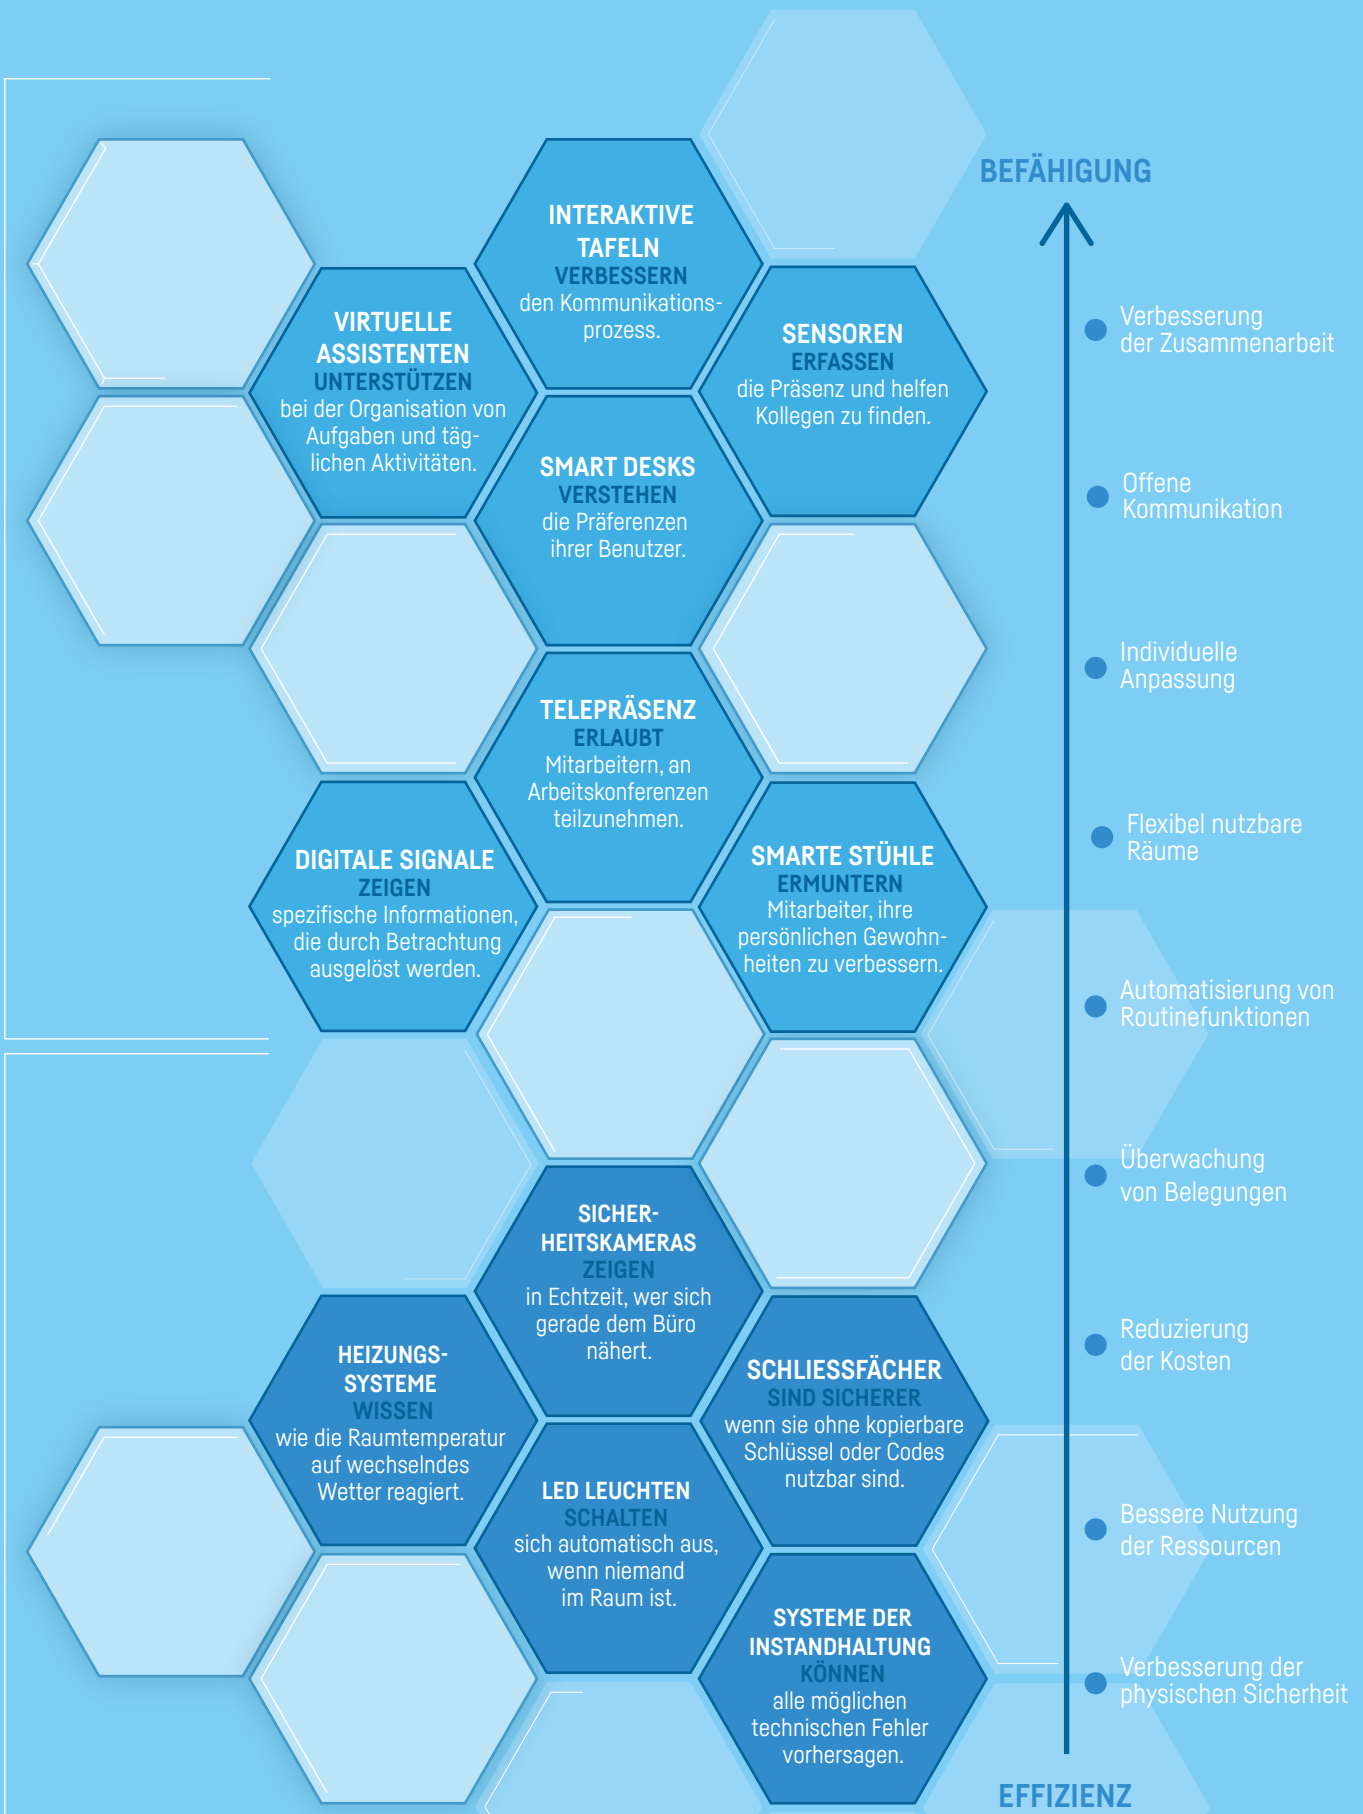 INTERAKTIVE
TAFELN
VERBESSERN
den Kommunikations-
prozess.
VIRTUELLE
ASSISTENTEN
UNTERSTÜTZEN
bei der Organisation von
Aufgaben und täg-
lichen Aktivitäten.
SENSOREN
ERFASSEN
die Präsenz und helfen
Kollegen zu finden.
SMART DESKS
VERSTEHEN
die Präferenzen
ihrer Benutzer.
TELEPRÄSENZ
ERLAUBT
Mitarbeitern, an
Arbeitskonferenzen
teilzunehmen.
DIGITALE SIGNALE
ZEIGEN
spezifische Informationen,
die durch Betrachtung
ausgelöst werden.
SMARTE STÜHLE
ERMUNTERN
Mitarbeiter, ihre
persönlichen Gewohn-
heiten zu verbessern.
SICHER-
HEITSKAMERAS
ZEIGEN
in Echtzeit, wer sich
gerade dem Büro
nähert.
HEIZUNGS-
SYSTEME
WISSEN
wie die Raumtemperatur
auf wechselndes
Wetter reagiert.
SCHLIESSFÄCHER
SIND SICHERER
wenn sie ohne kopierbare
Schlüssel oder Codes
nutzbar sind.
LED LEUCHTEN
SCHALTEN
sich automatisch aus,
wenn niemand
im Raum ist.
SYSTEME DER
INSTANDHALTUNG
KÖNNEN
alle möglichen
technischen Fehler
vorhersagen.
BEFÄHIGUNG
Verbesserung
der Zusammenarbeit
Offene
Kommunikation
Individuelle
Anpassung
Flexibel nutzbare
Räume
Automatisierung von
Routinefunktionen
Überwachung
von Belegungen
Reduzierung
der Kosten
Bessere Nutzung
der Ressourcen
Verbesserung der
physischen Sicherheit
EFFIZIENZ